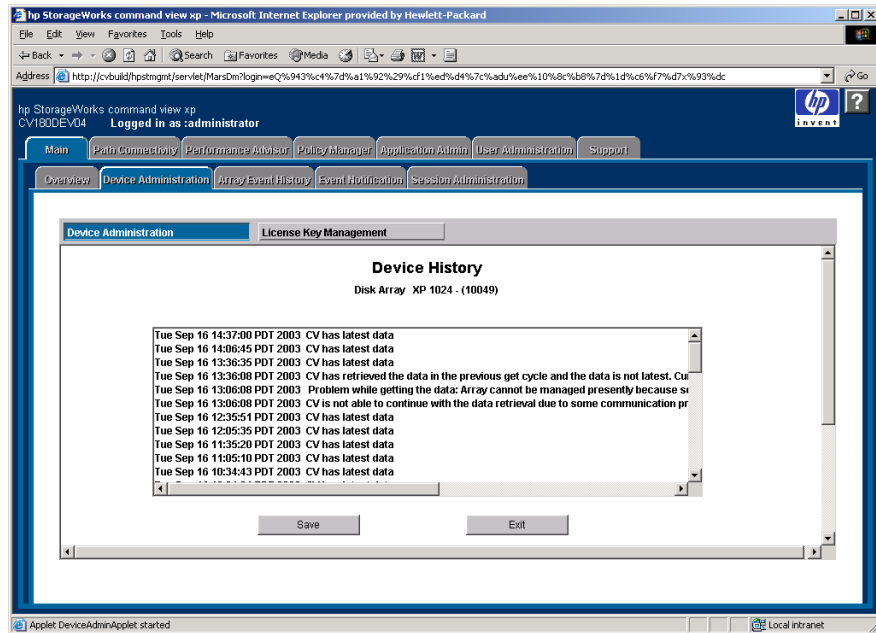 hp StorageWorks command view xp - Microsoft Internet Explorer provided by Hewlett-Packard
File Edit View Favorites Tools Help
Back Search Favorites Media
Address http://cvbuild/hpstmgmt/servlet/MarsDm?login=eQ%943%c4%7d%a1%92%29%cf1%ed%d4%7c%adu%ee%10%8c%b8%7d%1d%c6%f7%d7x%93%dc Go
hp StorageWorks command view xp
CV180DEV04 Logged in as :administrator
hp invent ?
Main Path Connectivity Performance Advisor Policy Manager Application Admin User Administration Support
Overview Device Administration Array Event History Event Notification Session Administration
Device Administration License Key Management
Device History
Disk Array XP 1024 - (10049)
Tue Sep 16 14:37:00 PDT 2003 CV has latest data
Tue Sep 16 14:06:45 PDT 2003 CV has latest data
Tue Sep 16 13:36:35 PDT 2003 CV has latest data
Tue Sep 16 13:36:08 PDT 2003 CV has retrieved the data in the previous get cycle and the data is not latest. Cu
Tue Sep 16 13:06:08 PDT 2003 Problem while getting the data: Array cannot be managed presently because s
Tue Sep 16 13:06:08 PDT 2003 CV is not able to continue with the data retrieval due to some communication pr
Tue Sep 16 12:35:51 PDT 2003 CV has latest data
Tue Sep 16 12:05:35 PDT 2003 CV has latest data
Tue Sep 16 11:35:20 PDT 2003 CV has latest data
Tue Sep 16 11:05:10 PDT 2003 CV has latest data
Tue Sep 16 10:34:43 PDT 2003 CV has latest data
Save Exit
Applet DeviceAdminApplet started Local intranet